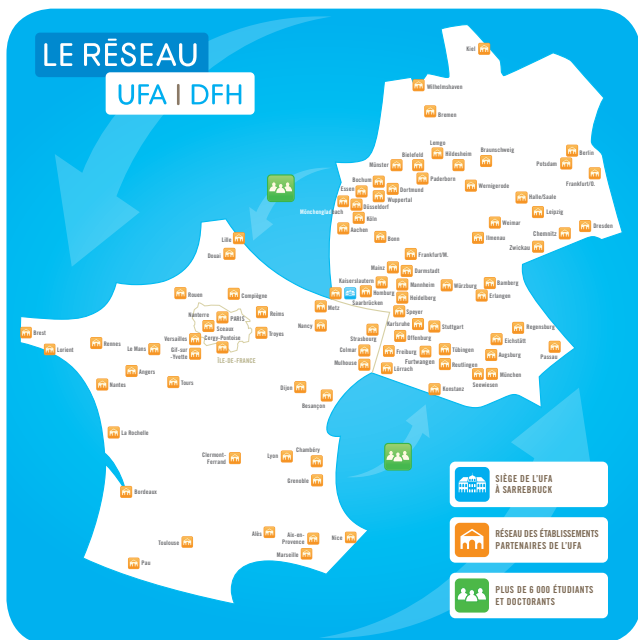 LE RĒSEAU
UFA | DFH
Kiel
Wilhelmshaven
Bremen
Lemgo
Bielefeld
Hildesheim
Braunschweig
Berlin
Münster
Potsdam
Bochum
Paderborn
Frankfurt/O.
Essen
Dortmund
Wernigerode
Wuppertal
Halle/Saale
Düsseldorf
Mönchengladbach
Leipzig
Köln
Weimar
Dresden
Aachen
Chemnitz
Bonn
Ilmenau
Zwickau
Lille
Douai
Frankfurt/M.
Mainz
Darmstadt
Kaiserslautern
Mannheim
Würzburg
Bamberg
Homburg
Erlangen
Saarbrücken
Heidelberg
Rouen
Compiègne
Metz
Speyer
Nanterre
PARIS
Reims
Sceaux
Nancy
Karlsruhe
Stuttgart
Regensburg
Brest
Versailles
Cergy-Pontoise
Troyes
Strasbourg
Offenburg
Eichstätt
Lorient
Rennes
Le Mans
Gif-sur
-Yvette
ÎLE-DE-FRANCE
Colmar
Freiburg
Tübingen
Augsburg
Passau
Mulhouse
Furtwangen
Reutlingen
Lörrach
München
Angers
Seewiesen
Nantes
Tours
Dijon
Konstanz
Besançon
La Rochelle
Clermont-
Ferrand
Lyon
Chambéry
Grenoble
Bordeaux
Toulouse
Alès
Aix-en-
Provence
Nice
Marseille
Pau
SIÈGE DE L'UFA
À SARREBRUCK
RÉSEAU DES ÉTABLISSEMENTS
PARTENAIRES DE L'UFA
PLUS DE 6 000 ÉTUDIANTS
ET DOCTORANTS